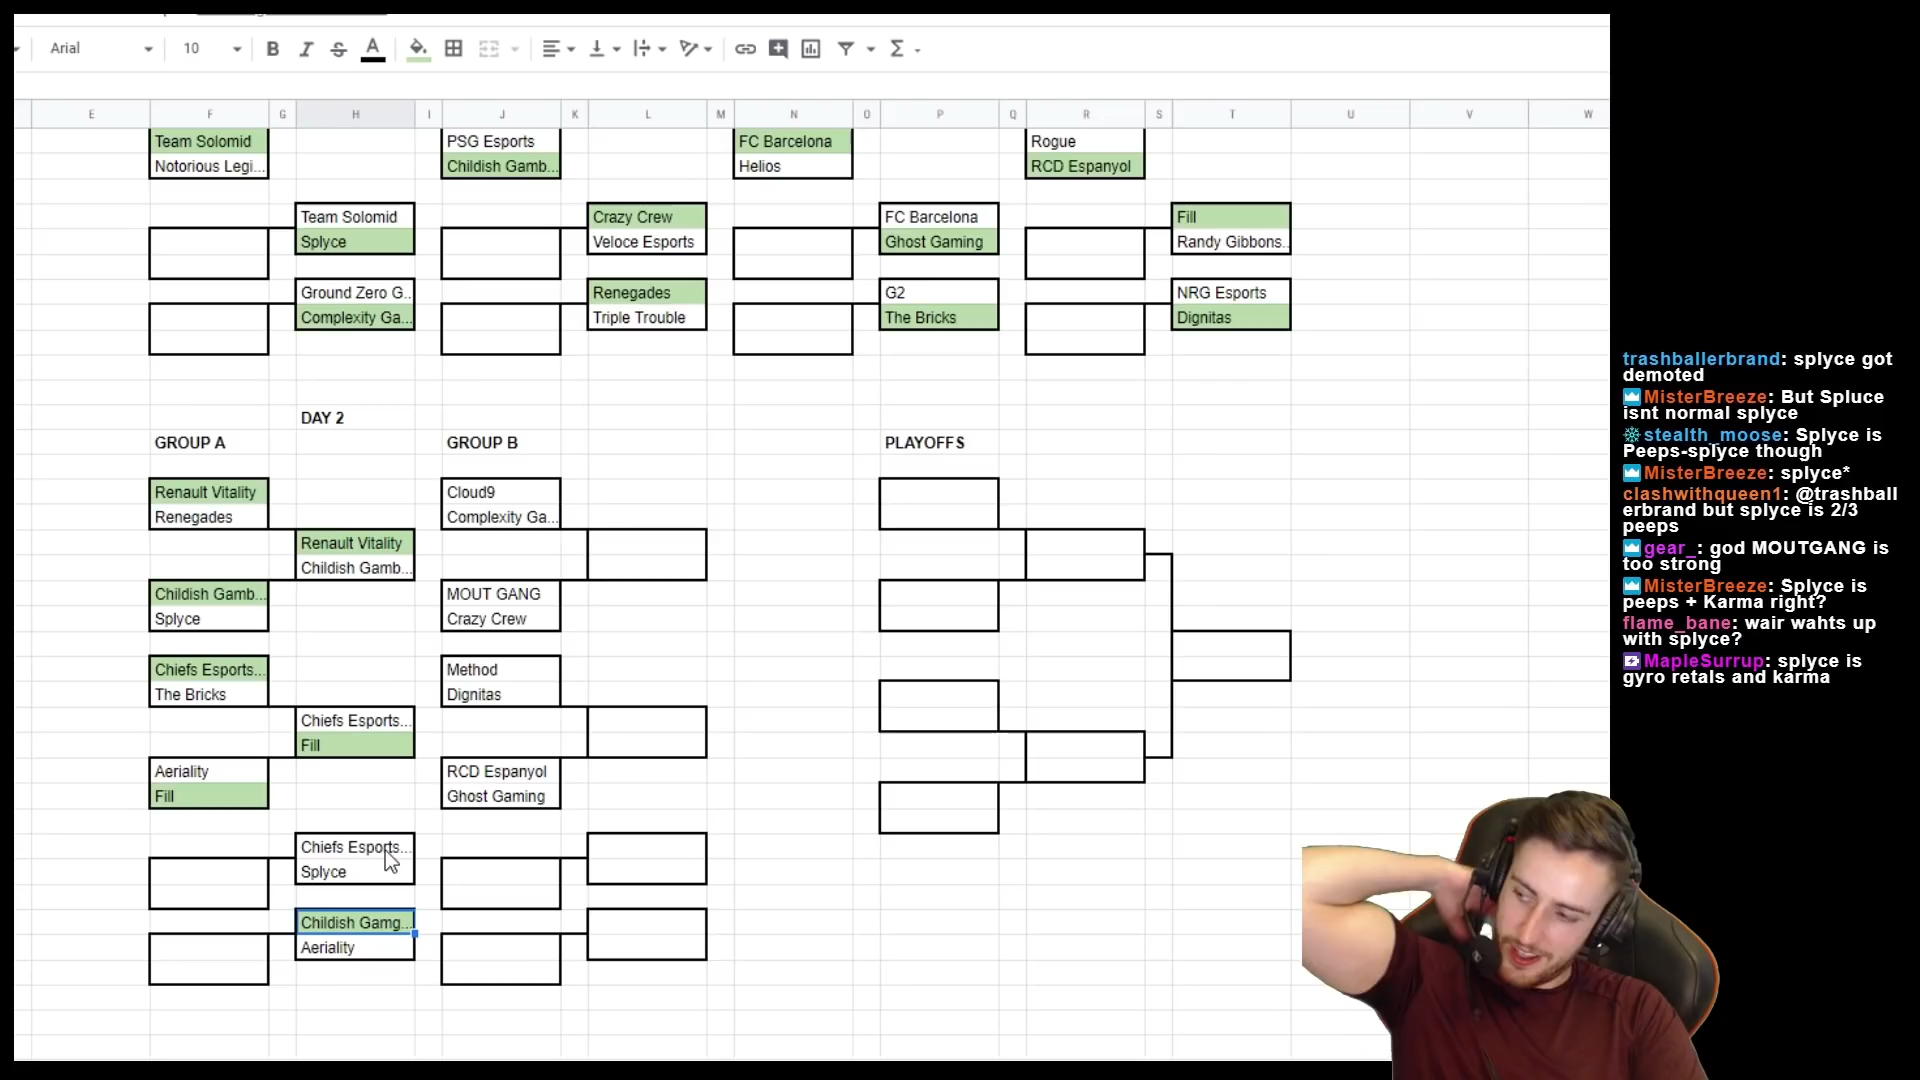 Arial 10 B I S A
E F G H I J K L M N O P Q R S T U V W
Team Solomid PSG Esports FC Barcelona Rogue
Notorious Legi... Childish Gamb... Helios RCD Espanyol
Team Solomid Crazy Crew FC Barcelona Fill
Splyce Veloce Esports Ghost Gaming Randy Gibbons..
Ground Zero G.. Renegades G2 NRG Esports
Complexity Ga... Triple Trouble The Bricks Dignitas
DAY 2
GROUP A GROUP B PLAYOFFS
Renault Vitality Cloud9
Renegades Complexity Ga...
Renault Vitality
Childish Gamb...
Childish Gamb... MOUT GANG
Splyce Crazy Crew
Chiefs Esports... Method
The Bricks Dignitas
Chiefs Esports...
Fill
Aeriality RCD Espanyol
Fill Ghost Gaming
Chiefs Esports...
Splyce
Childish Gamg...
Aeriality
trashballerbrand: splyce got
demoted
MisterBreeze: But Spluce
isnt normal splyce
stealth_moose: Splyce is
Peeps-splyce though
MisterBreeze: splyce*
clashwithqueen1: @trashball
erbrand but splyce is 2/3
peeps
gear_: god MOUTGANG is
too strong
MisterBreeze: Splyce is
peeps + Karma right?
flame_bane: wair wahts up
with splyce?
MapleSurrup: splyce is
gyro retals and karma